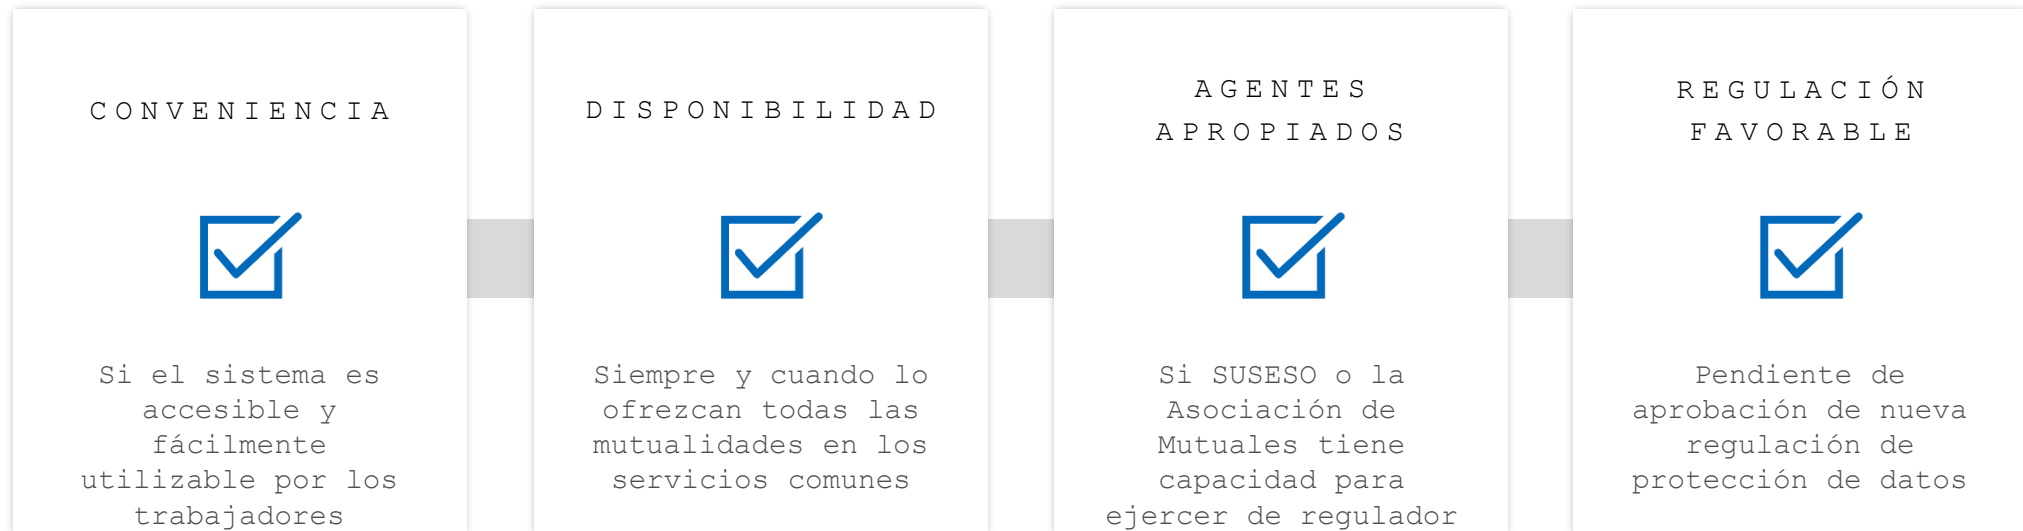 CONVENIENCIA
Si el sistema es
accesible y
fácilmente
utilizable por los
trabajadores
DISPONIBILIDAD
Siempre y cuando lo
ofrezcan todas las
mutualidades en los
servicios comunes
AGENTES
APROPIADOS
Si SUSESO o la
Asociación de
Mutuales tiene
capacidad para
ejercer de regulador
REGULACIÓN
FAVORABLE
Pendiente de
aprobación de nueva
regulación de
protección de datos